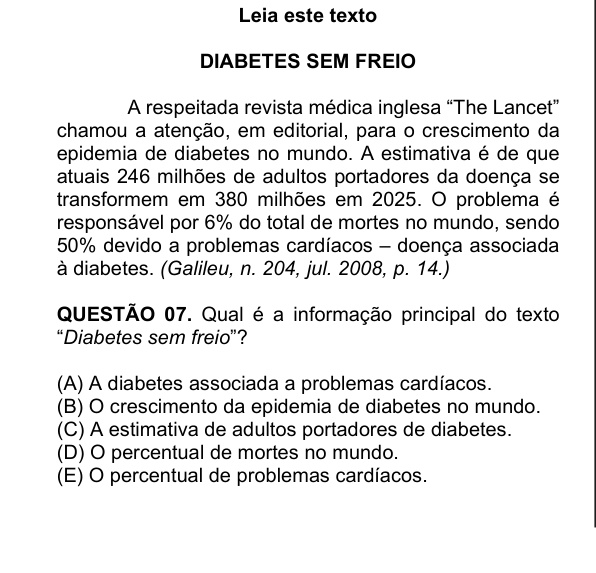 Leia este texto
DIABETES SEM FREIO
A respeitada revista médica inglesa “The Lancet”
chamou a atenção, em editorial, para o crescimento da
epidemia de diabetes no mundo. A estimativa é de que
atuais 246 milhões de adultos portadores da doença se
transformem em 380 milhões em 2025. O problema é
responsável por 6% do total de mortes no mundo, sendo
50% devido a problemas cardíacos – doença associada
à diabetes. (Galileu, n. 204, jul. 2008, p. 14.)
QUESTÃO 07. Qual é a informação principal do texto
“Diabetes sem freio”?
(A) A diabetes associada a problemas cardíacos.
(B) O crescimento da epidemia de diabetes no mundo.
(C) A estimativa de adultos portadores de diabetes.
(D) O percentual de mortes no mundo.
(E) O percentual de problemas cardíacos.